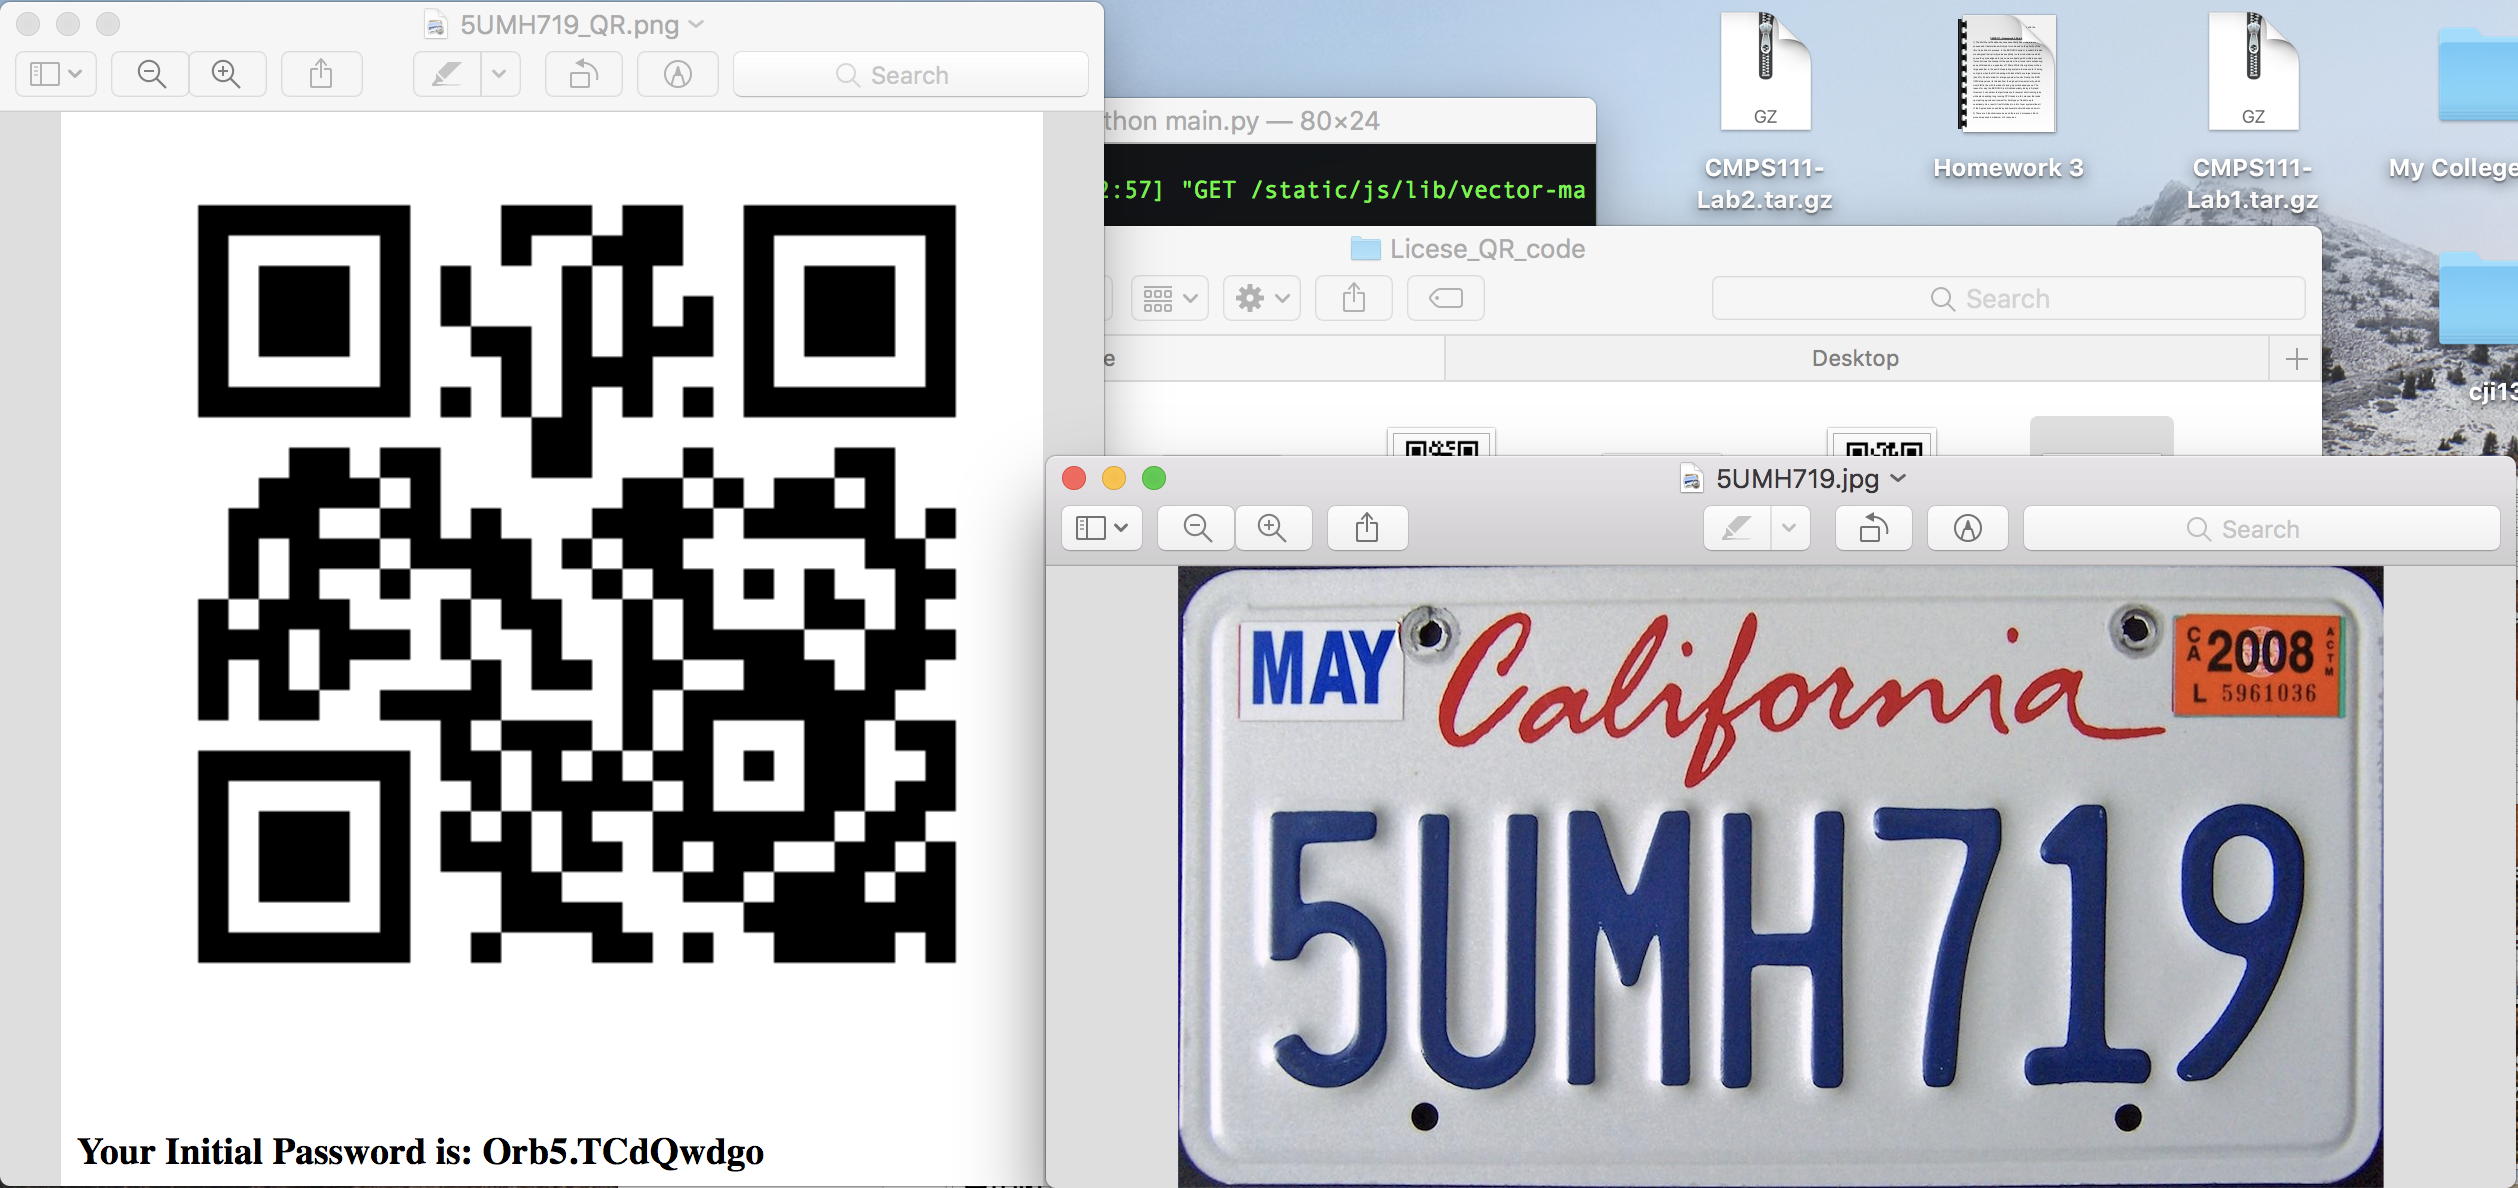 5UMH719_QR.png
Search
thon main.py — 80×24
2:57] "GET /static/js/lib/vector-ma
GZ
CMPS111-
Lab2.tar.gz
Homework 3
GZ
CMPS111-
Lab1.tar.gz
My College
Licese_QR_code
Search
e
Desktop
cji13
5UMH719.jpg
Search
MAY
California
CA 2008 ACTM
L 5961036
5UMH719
Your Initial Password is: Orb5.TCdQwdgo